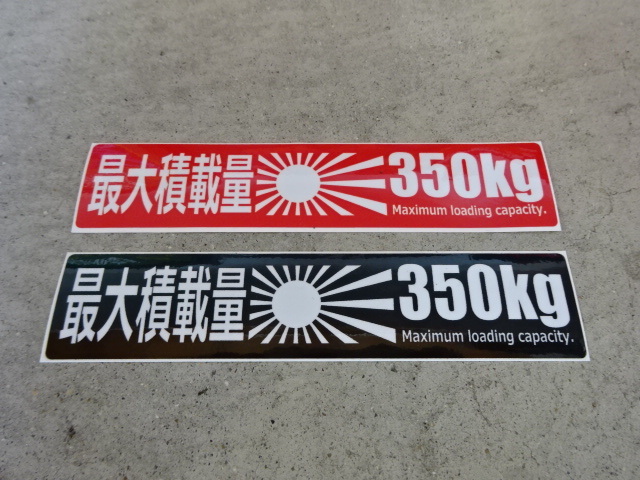 最大積載量 350kg
Maximum loading capacity.
最大積載量 350kg
Maximum loading capacity.